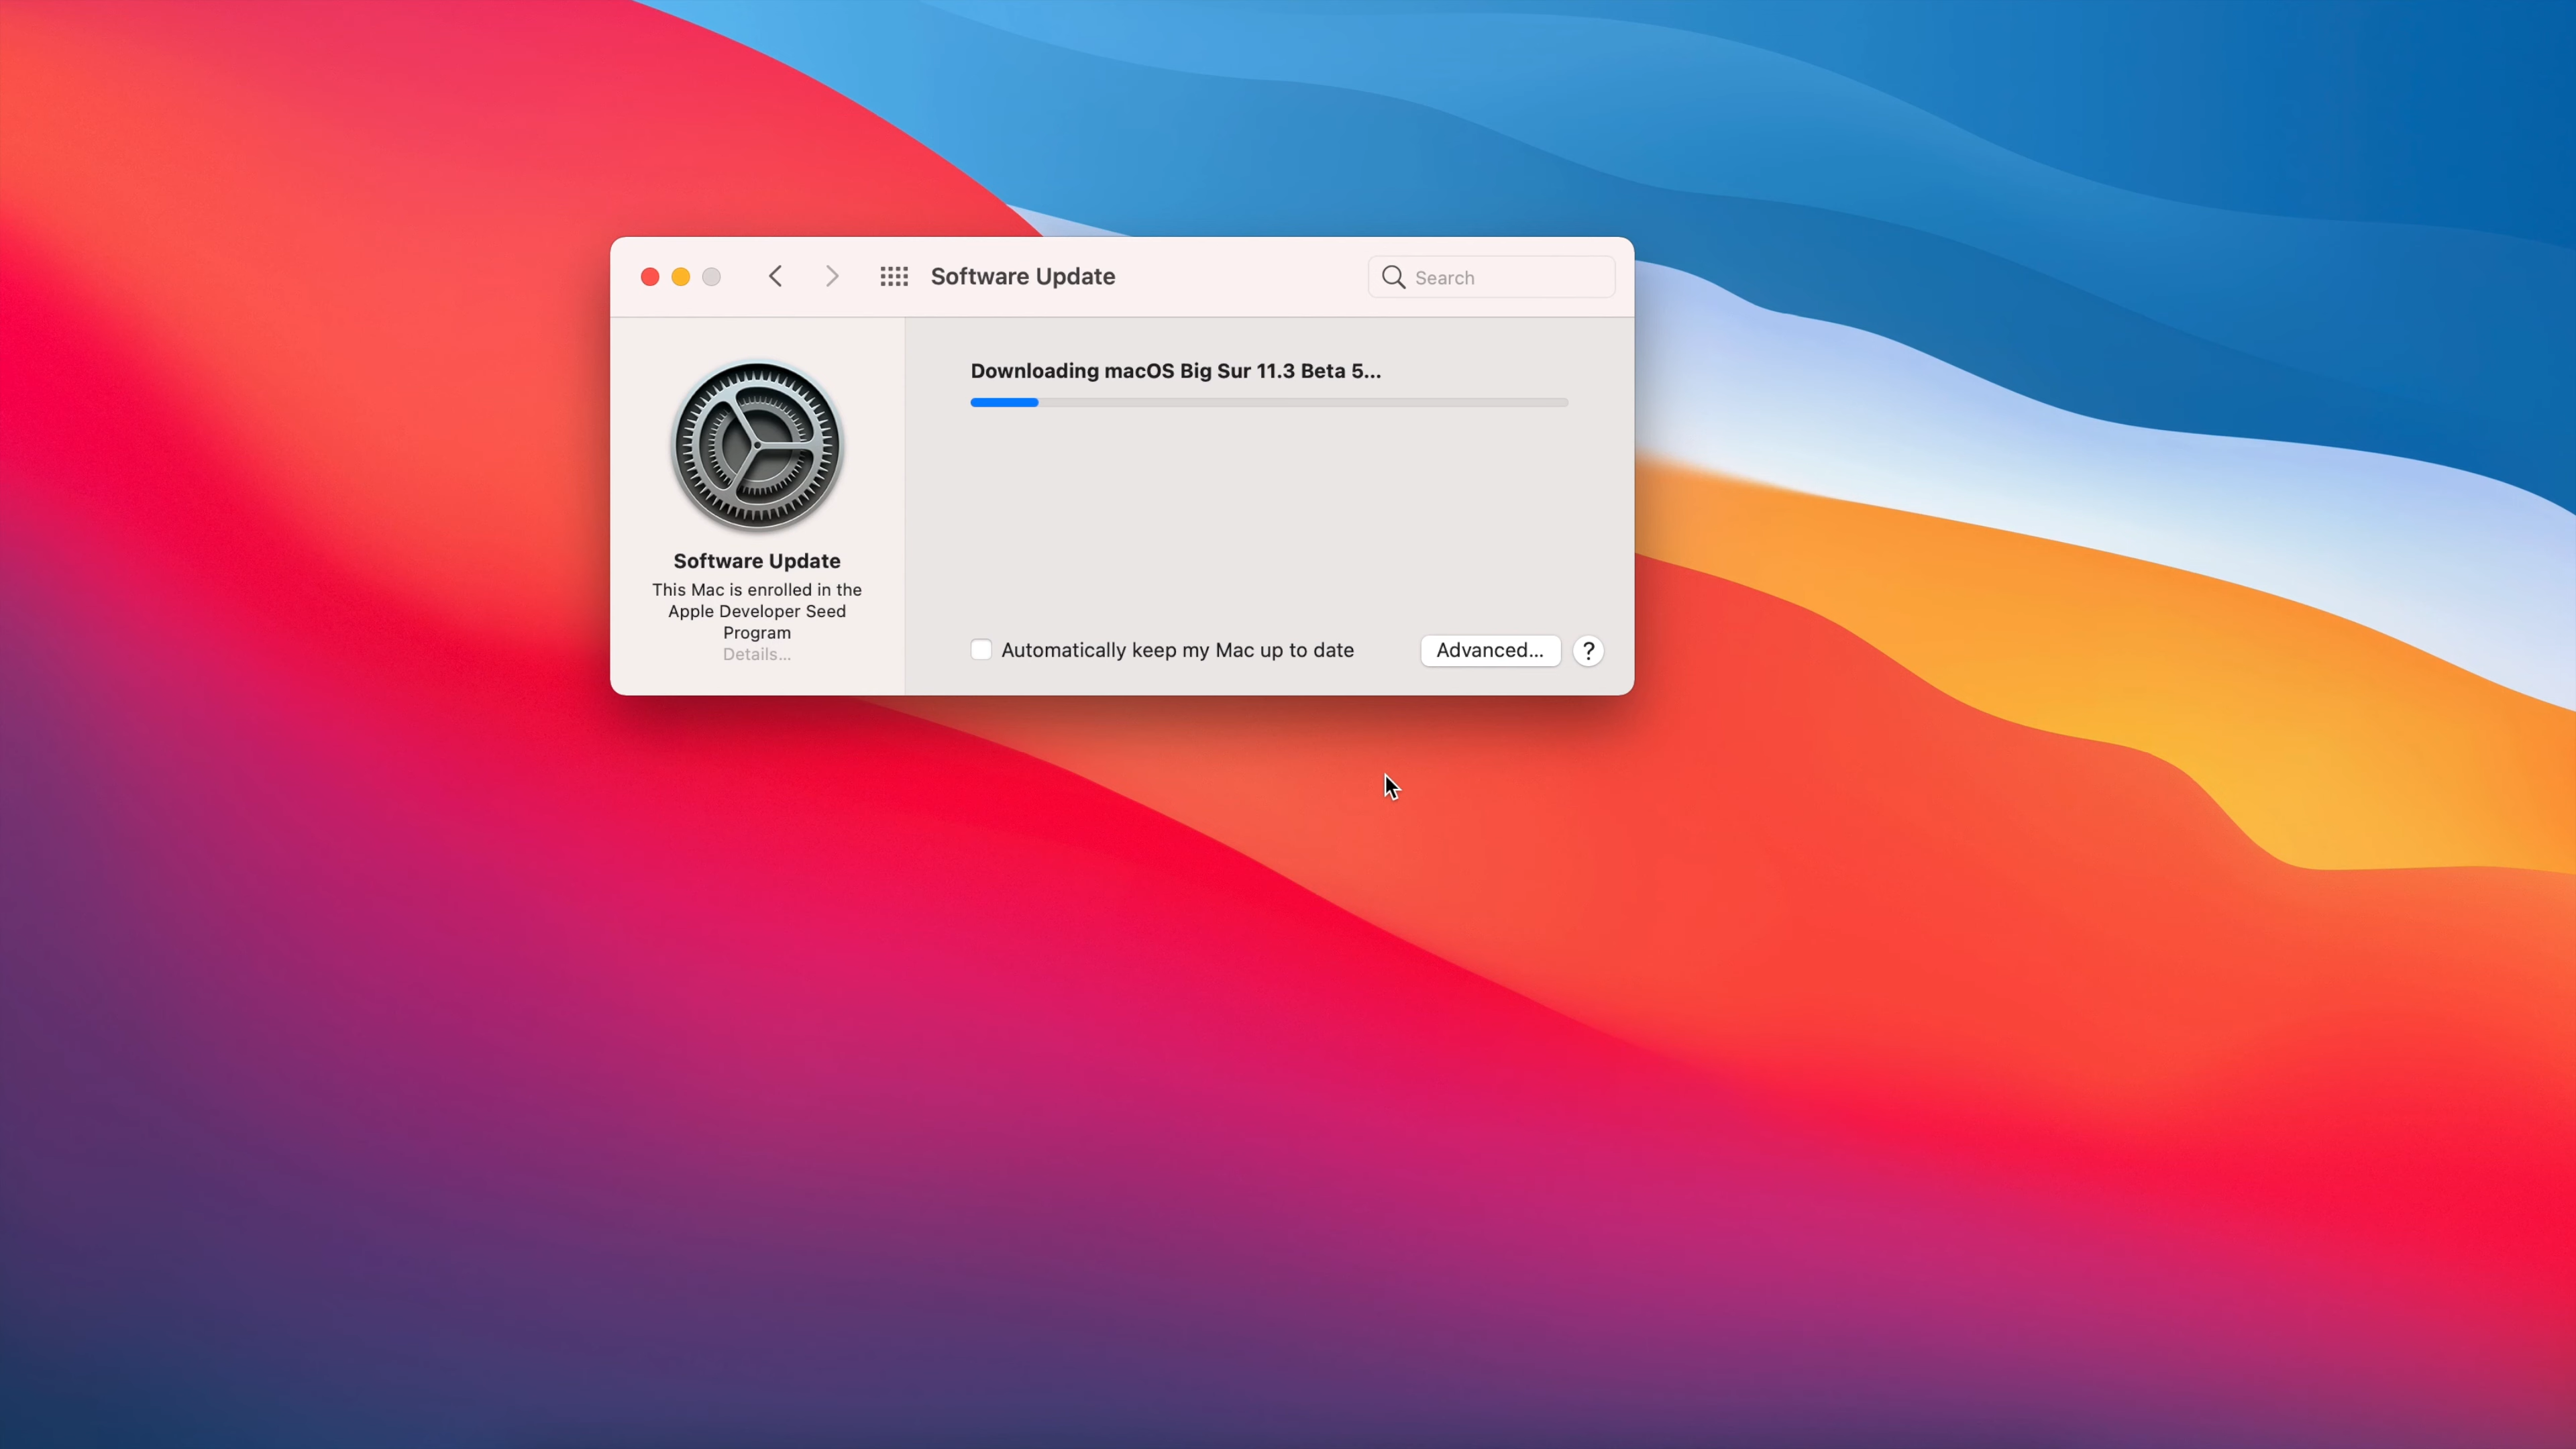 Software Update
Search
Downloading macOS Big Sur 11.3 Beta 5...
Software Update
This Mac is enrolled in the
Apple Developer Seed
Program
Details...
Automatically keep my Mac up to date
Advanced...
?